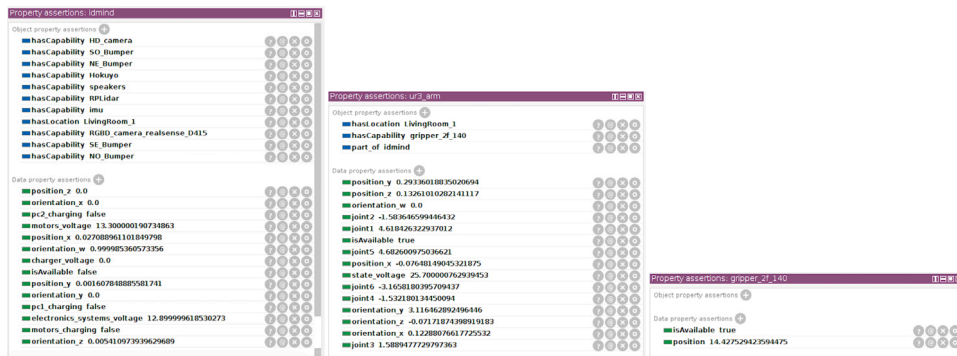 Property assertions: idmind
Object property assertions
hasCapability HD_camera
hasCapability SO_Bumper
hasCapability NE_Bumper
hasCapability Hokuyo
hasCapability speakers
hasCapability RPLidar
hasCapability imu
hasLocation LivingRoom_1
hasCapability RGBD_camera_realsense_D415
hasCapability SE_Bumper
hasCapability NO_Bumper
Data property assertions
position_z 0.0
orientation_x 0.0
pc2_charging false
motors_voltage 13.300000190734863
position_x 0.027088961101849798
orientation_w 0.999985360573356
charger_voltage 0.0
isAvailable false
position_y 0.001607848885581741
orientation_y 0.0
pc1_charging false
electronics_systems_voltage 12.899999618530273
motors_charging false
orientation_z 0.005410973939629689
Property assertions: ur3_arm
Object property assertions
hasLocation LivingRoom_1
hasCapability gripper_2f_140
part_of idmind
Data property assertions
position_y 0.29336018835020694
position_z 0.13261010282141117
orientation_w 0.0
joint2 -1.583646599446432
joint1 4.618426322937012
isAvailable true
joint5 4.682600975036621
position_x -0.07648149045321875
state_voltage 25.700000762939453
joint6 -3.1658180395709437
joint4 -1.532180134450094
orientation_y 3.116462892496446
orientation_z -0.07171874398919183
orientation_x 0.12288076617725532
joint3 1.5889477729797363
Property assertions: gripper_2f_140
Object property assertions
Data property assertions
isAvailable true
position 14.427529423594475